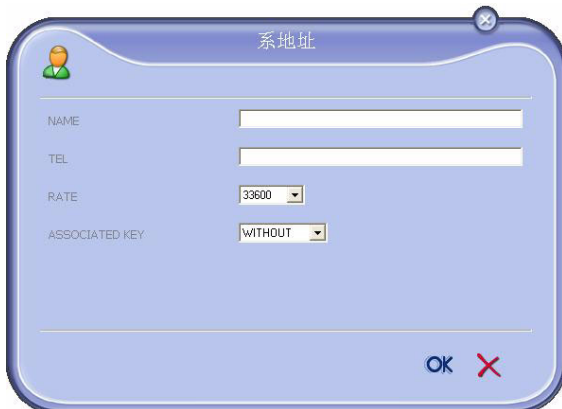 系地址
NAME
TEL
RATE 33600
ASSOCIATED KEY WITHOUT
OK